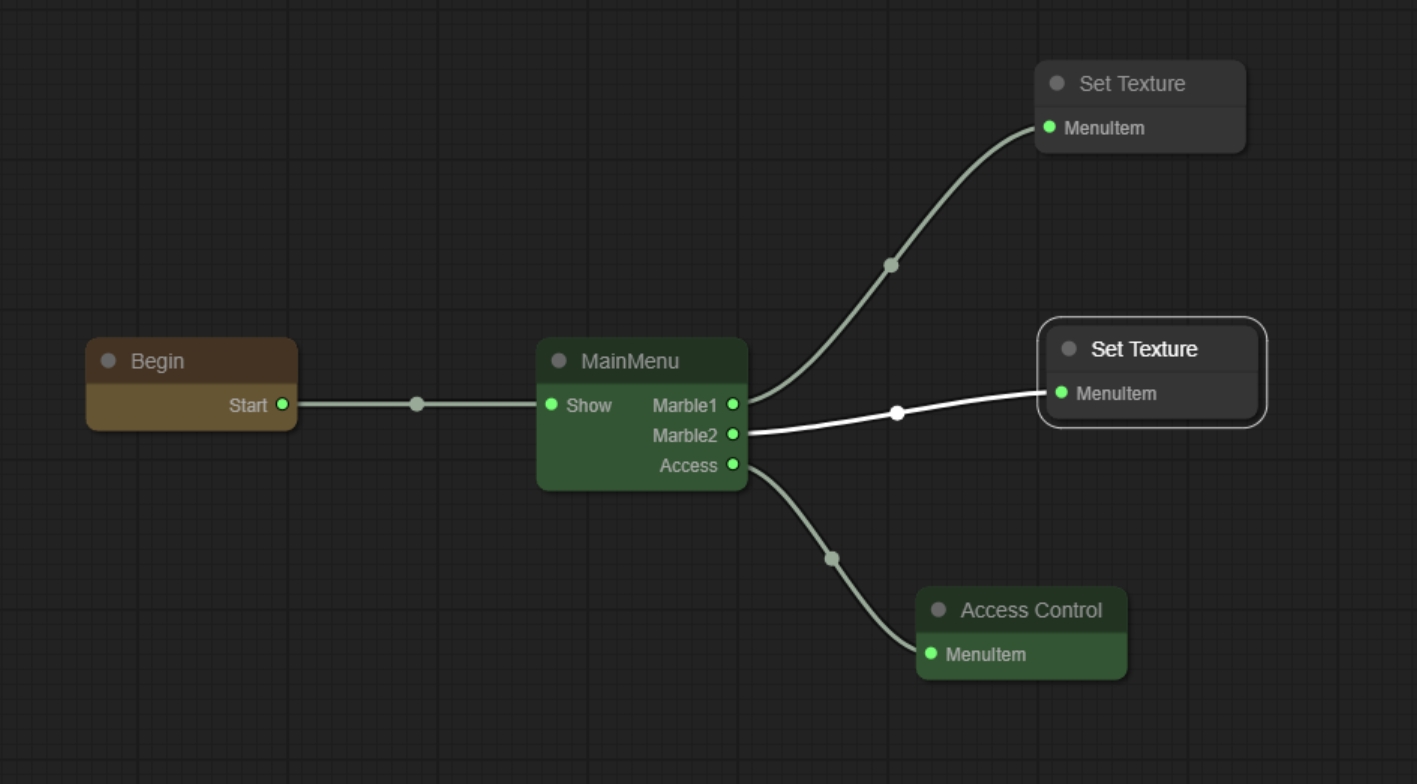 Set Texture
MenuItem
Begin
Start
MainMenu
Show Marble1
Marble2
Access
Set Texture
MenuItem
Access Control
MenuItem